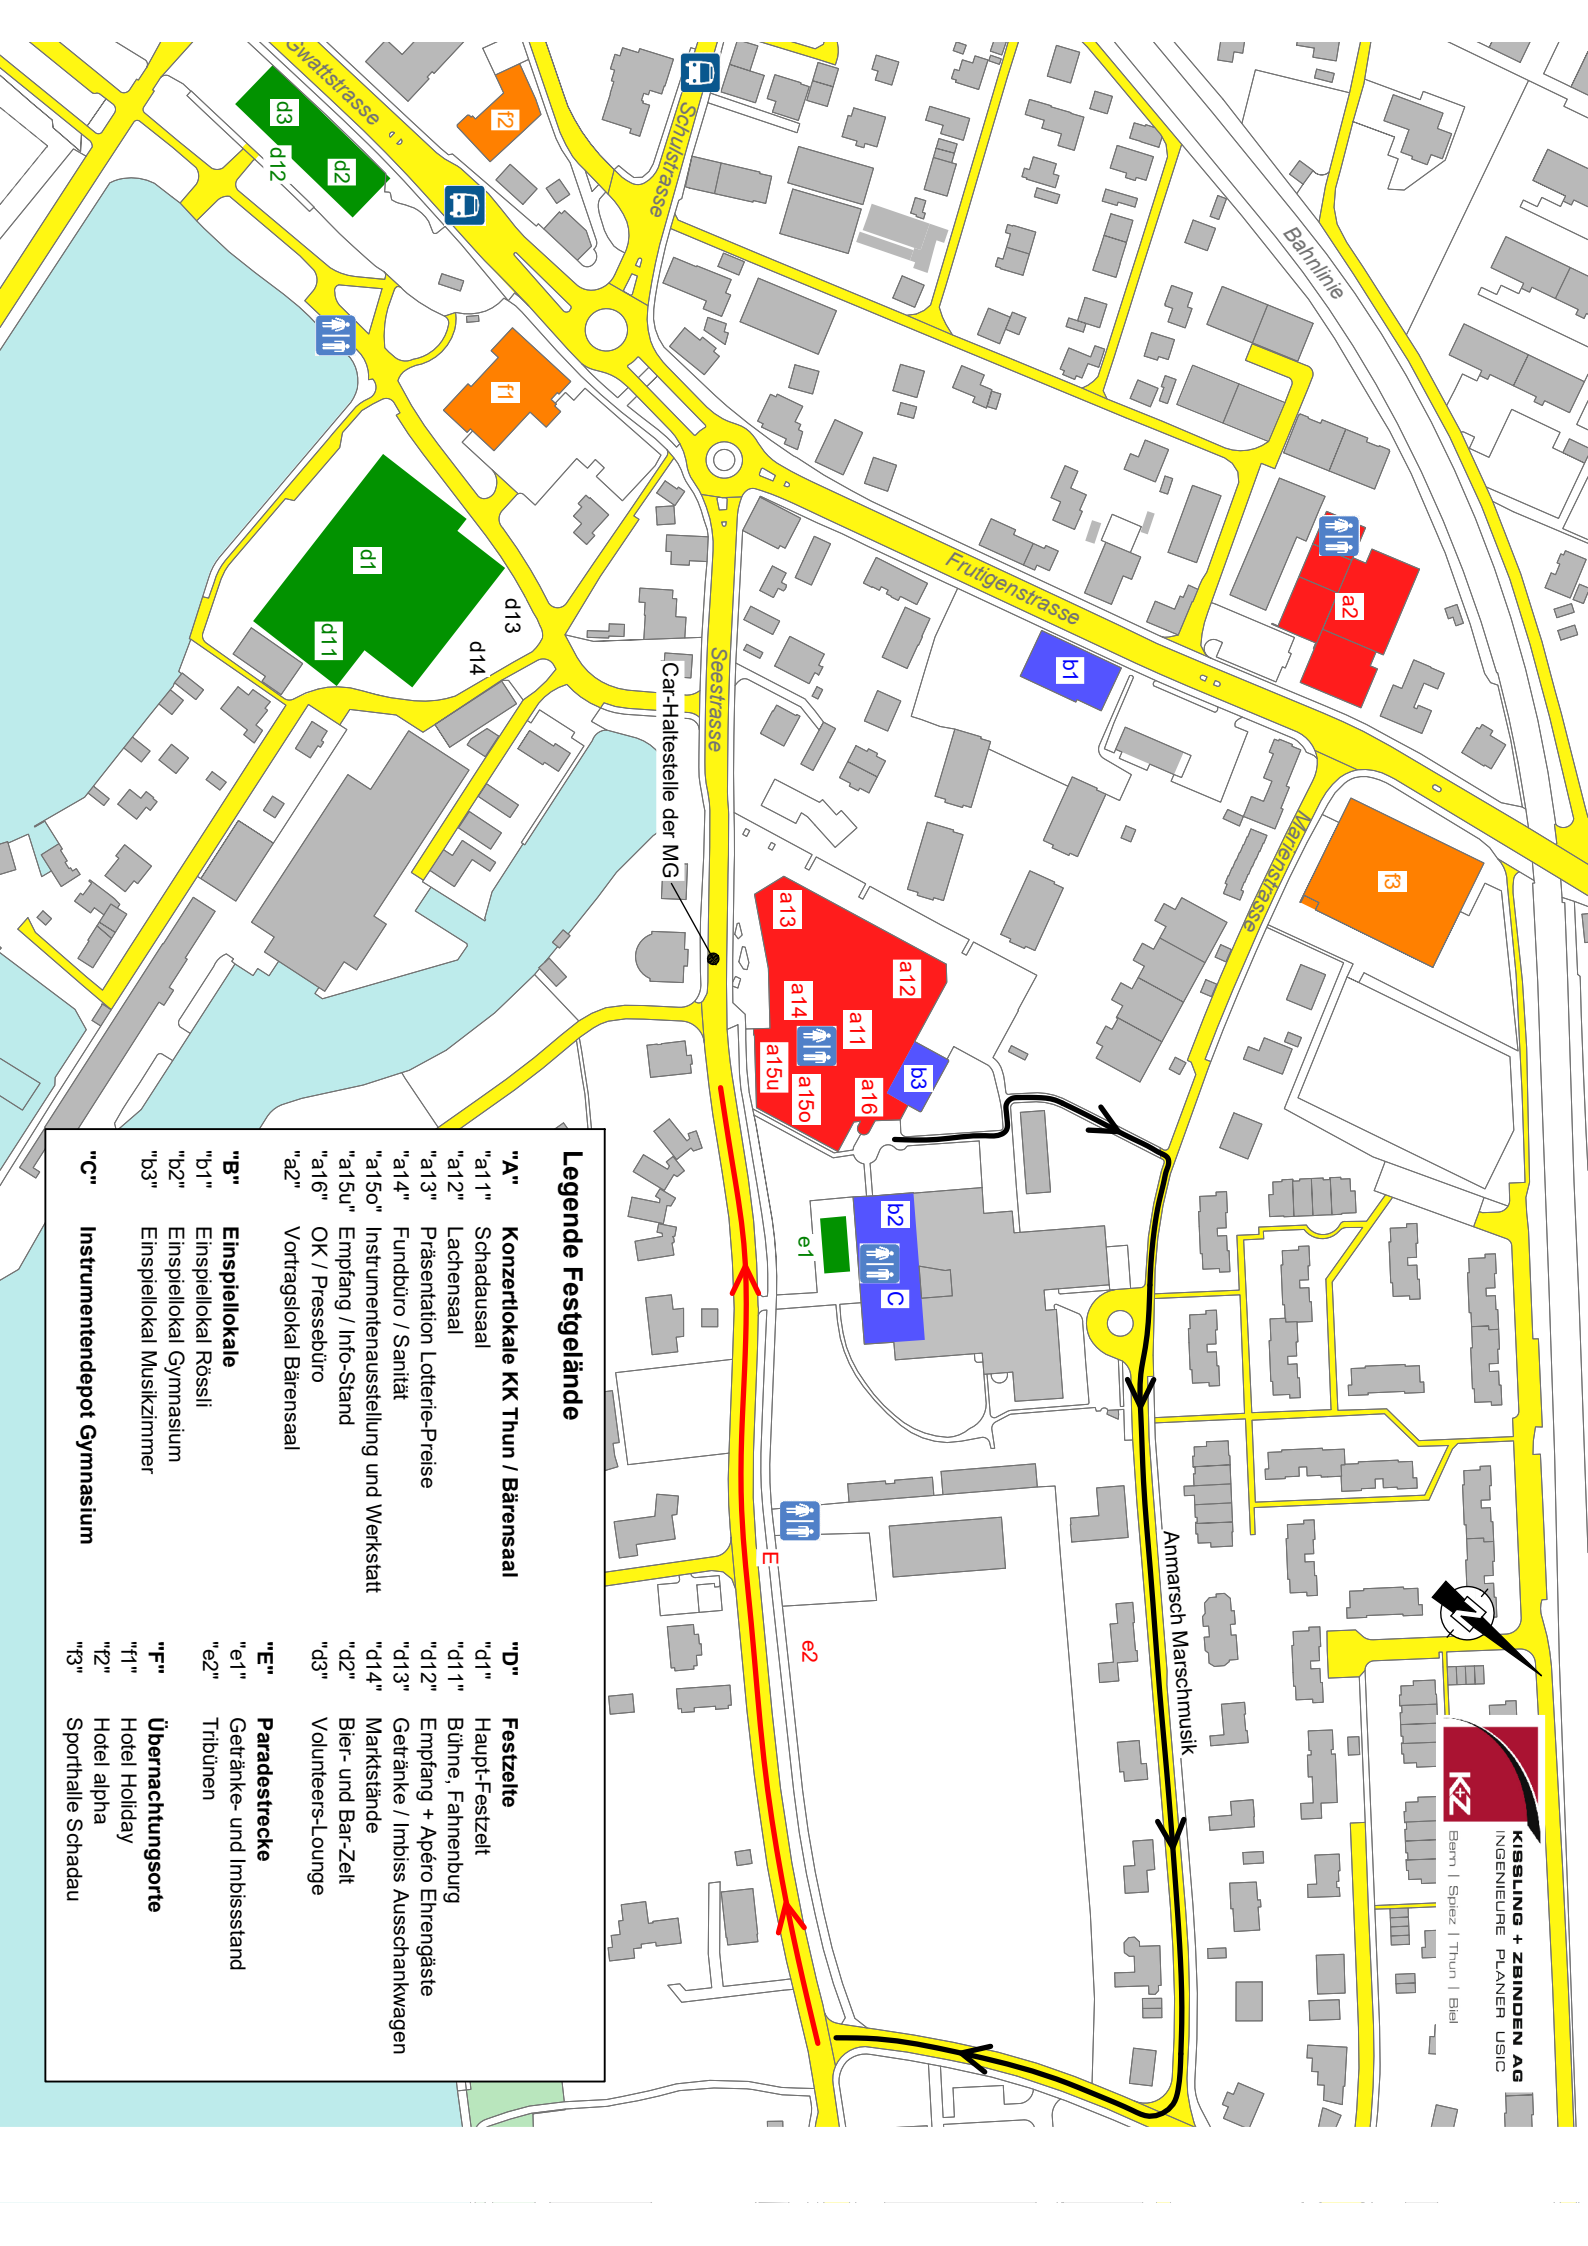 Gwattstrasse
Schulstrasse
Bahnlinie
Frutigenstrasse
Seestrasse
Marienstrasse
Car-Haltestelle der MG
Anmarsch Marschmusik
d3
d12
d2
f2
f1
d1
d11
d13
d14
a2
b1
f3
a13
a12
a14
a11
a15u
a15o
a16
b3
b2
C
e1
E
e2
K+Z
KISSLING + ZBINDEN AG
INGENIEURE PLANER USIC
Bern | Spiez | Thun | Biel
Legende Festgelände
"A" Konzertlokale KK Thun / Bärensaal
"a11" Schadausaal
"a12" Lachensaal
"a13" Präsentation Lotterie-Preise
"a14" Fundbüro / Sanität
"a15o" Instrumentenausstellung und Werkstatt
"a15u" Empfang / Info-Stand
"a16" OK / Pressebüro
"a2" Vortragslokal Bärensaal
"B" Einspiellokale
"b1" Einspiellokal Rössli
"b2" Einspiellokal Gymnasium
"b3" Einspiellokal Musikzimmer
"C" Instrumentendepot Gymnasium
"D" Festzelte
"d1" Haupt-Festzelt
"d11" Bühne, Fahnenburg
"d12" Empfang + Apéro Ehrengäste
"d13" Getränke / Imbiss Ausschankwagen
"d14" Marktstände
"d2" Bier- und Bar-Zelt
"d3" Volunteers-Lounge
"E" Paradestrecke
"e1" Getränke- und Imbissstand
"e2" Tribünen
"F" Übernachtungsorte
"f1" Hotel Holiday
"f2" Hotel alpha
"f3" Sporthalle Schadau